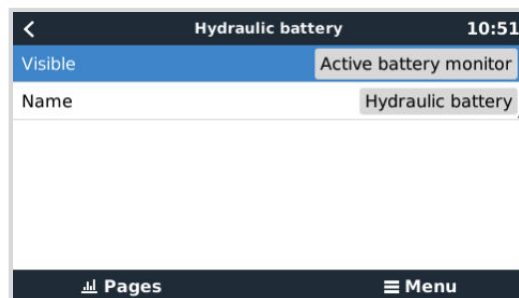 Hydraulic battery 10:51
Visible Active battery monitor
Name Hydraulic battery
Pages Menu